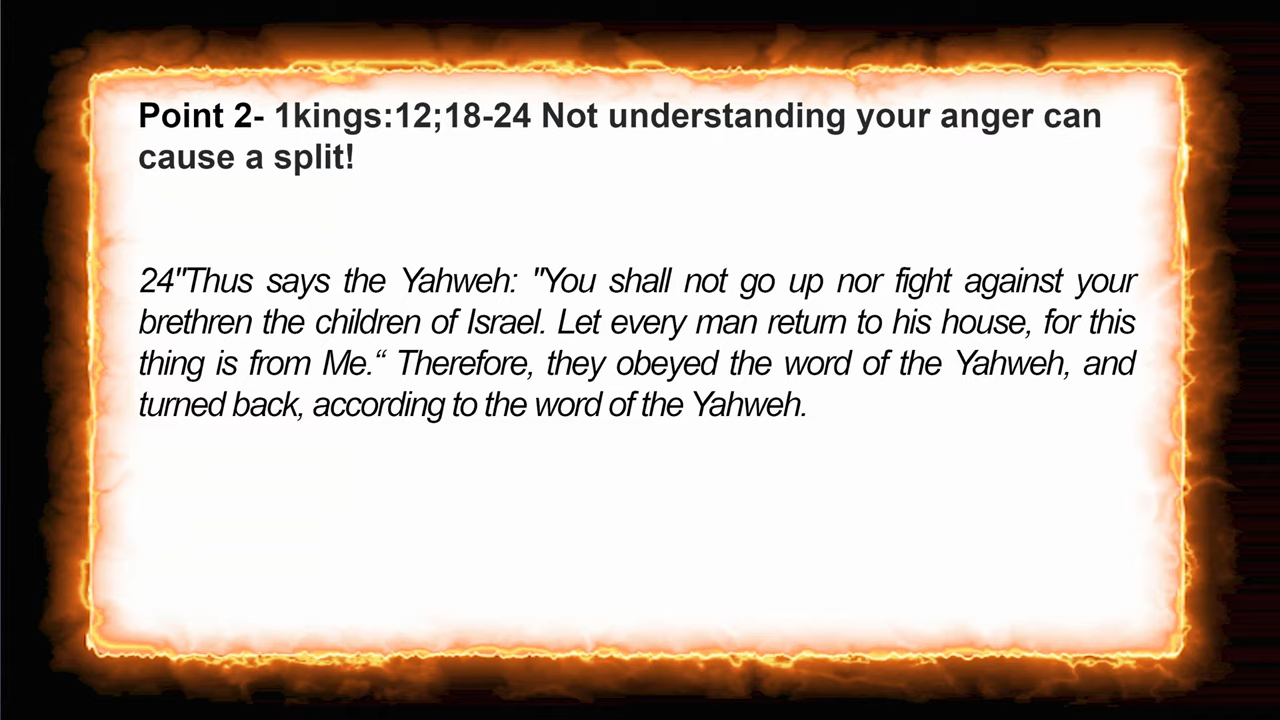 Point 2- 1kings:12;18-24 Not understanding your anger can
cause a split!
24"Thus says the Yahweh: "You shall not go up nor fight against your
brethren the children of Israel. Let every man return to his house, for this
thing is from Me.“ Therefore, they obeyed the word of the Yahweh, and
turned back, according to the word of the Yahweh.